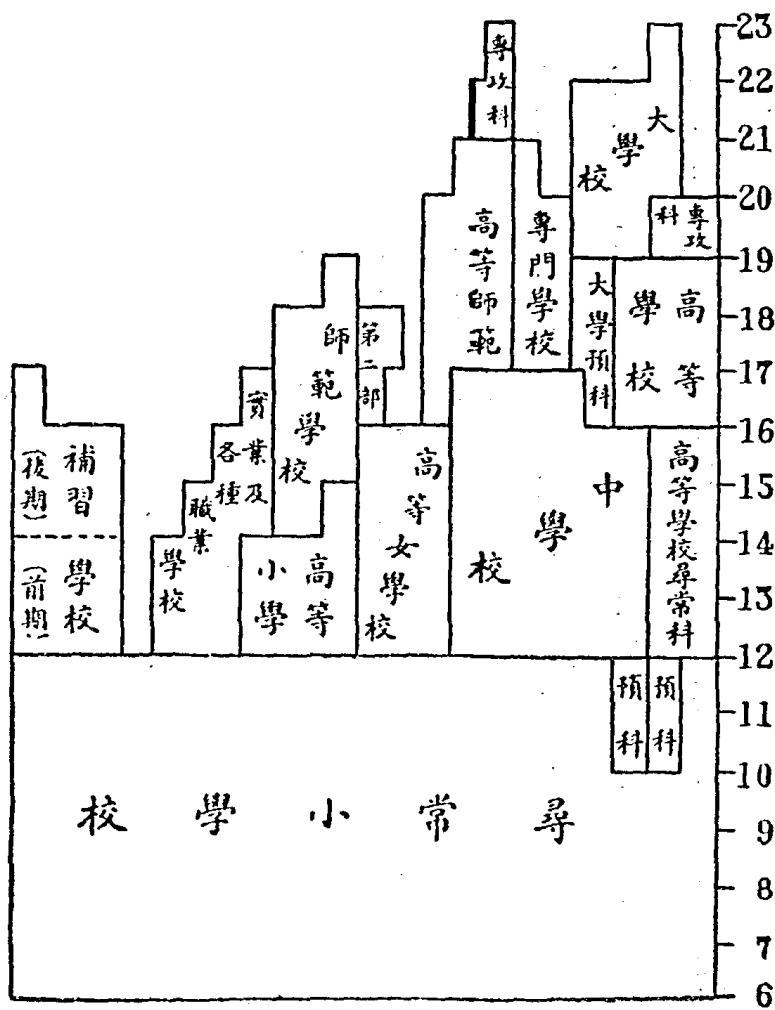 23
22
21
20
19
18
17
16
15
14
13
12
11
10
9
8
7
6
專攻科
大學校
專攻科
高等師範
專門學校
大學預科
高等學校
師範學校
第二部
實業及各種職業學校
補習學校
(後期)
(前期)
高等小學
高等女學校
中學校
高等學校尋常科
預科
預科
尋常小學校